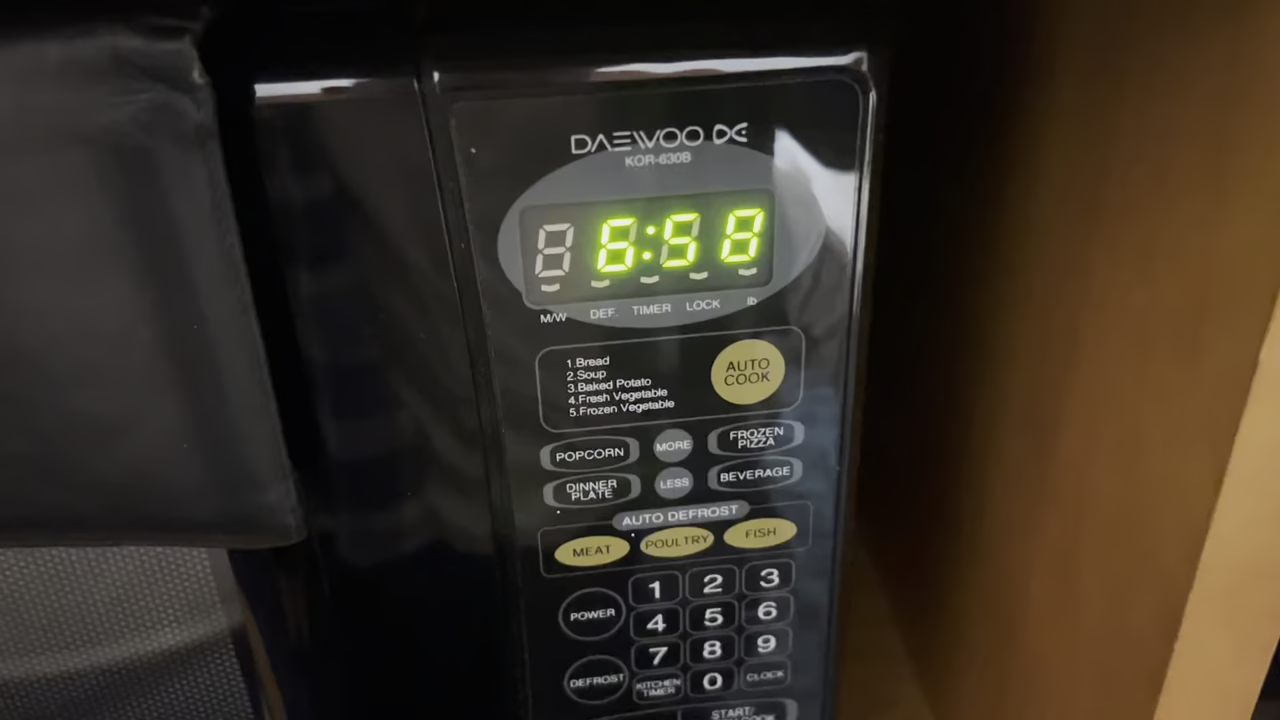 DAEWOO
KOR-630B
6:58
M/W DEF. TIMER LOCK lb
1.Bread
2.Soup
3.Baked Potato
4.Fresh Vegetable
5.Frozen Vegetable
AUTO
COOK
POPCORN MORE FROZEN
PIZZA
DINNER
PLATE LESS BEVERAGE
AUTO DEFROST
MEAT POULTRY FISH
POWER 1 2 3
4 5 6
7 8 9
DEFROST KITCHEN
TIMER 0 CLOCK
START/